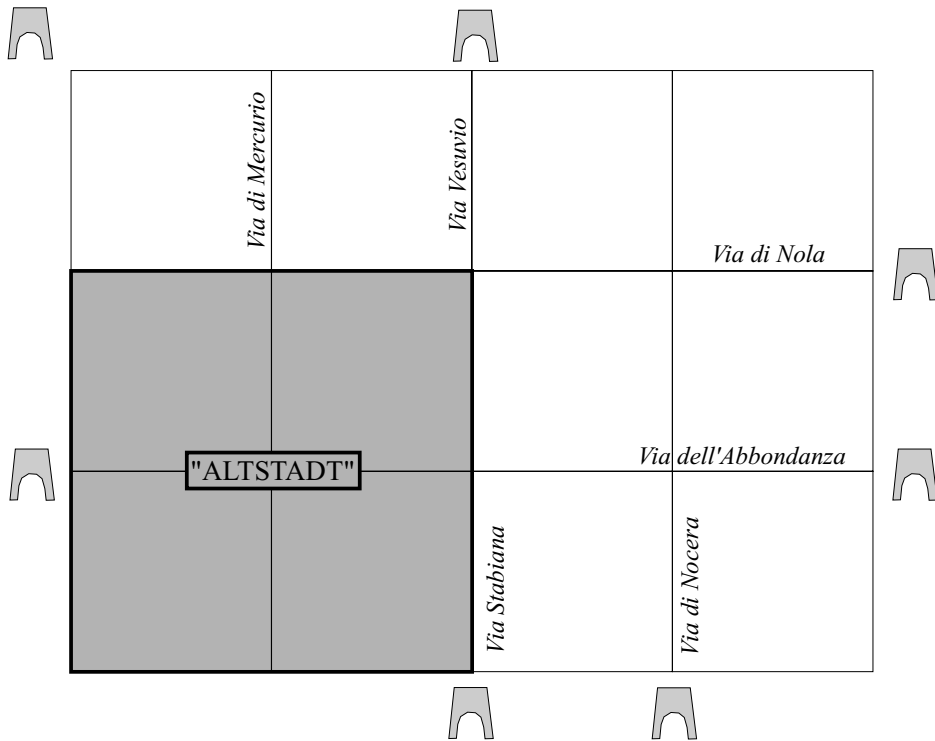 Via di Mercurio
Via Vesuvio
Via di Nola
"ALTSTADT"
Via dell'Abbondanza
Via Stabiana
Via di Nocera